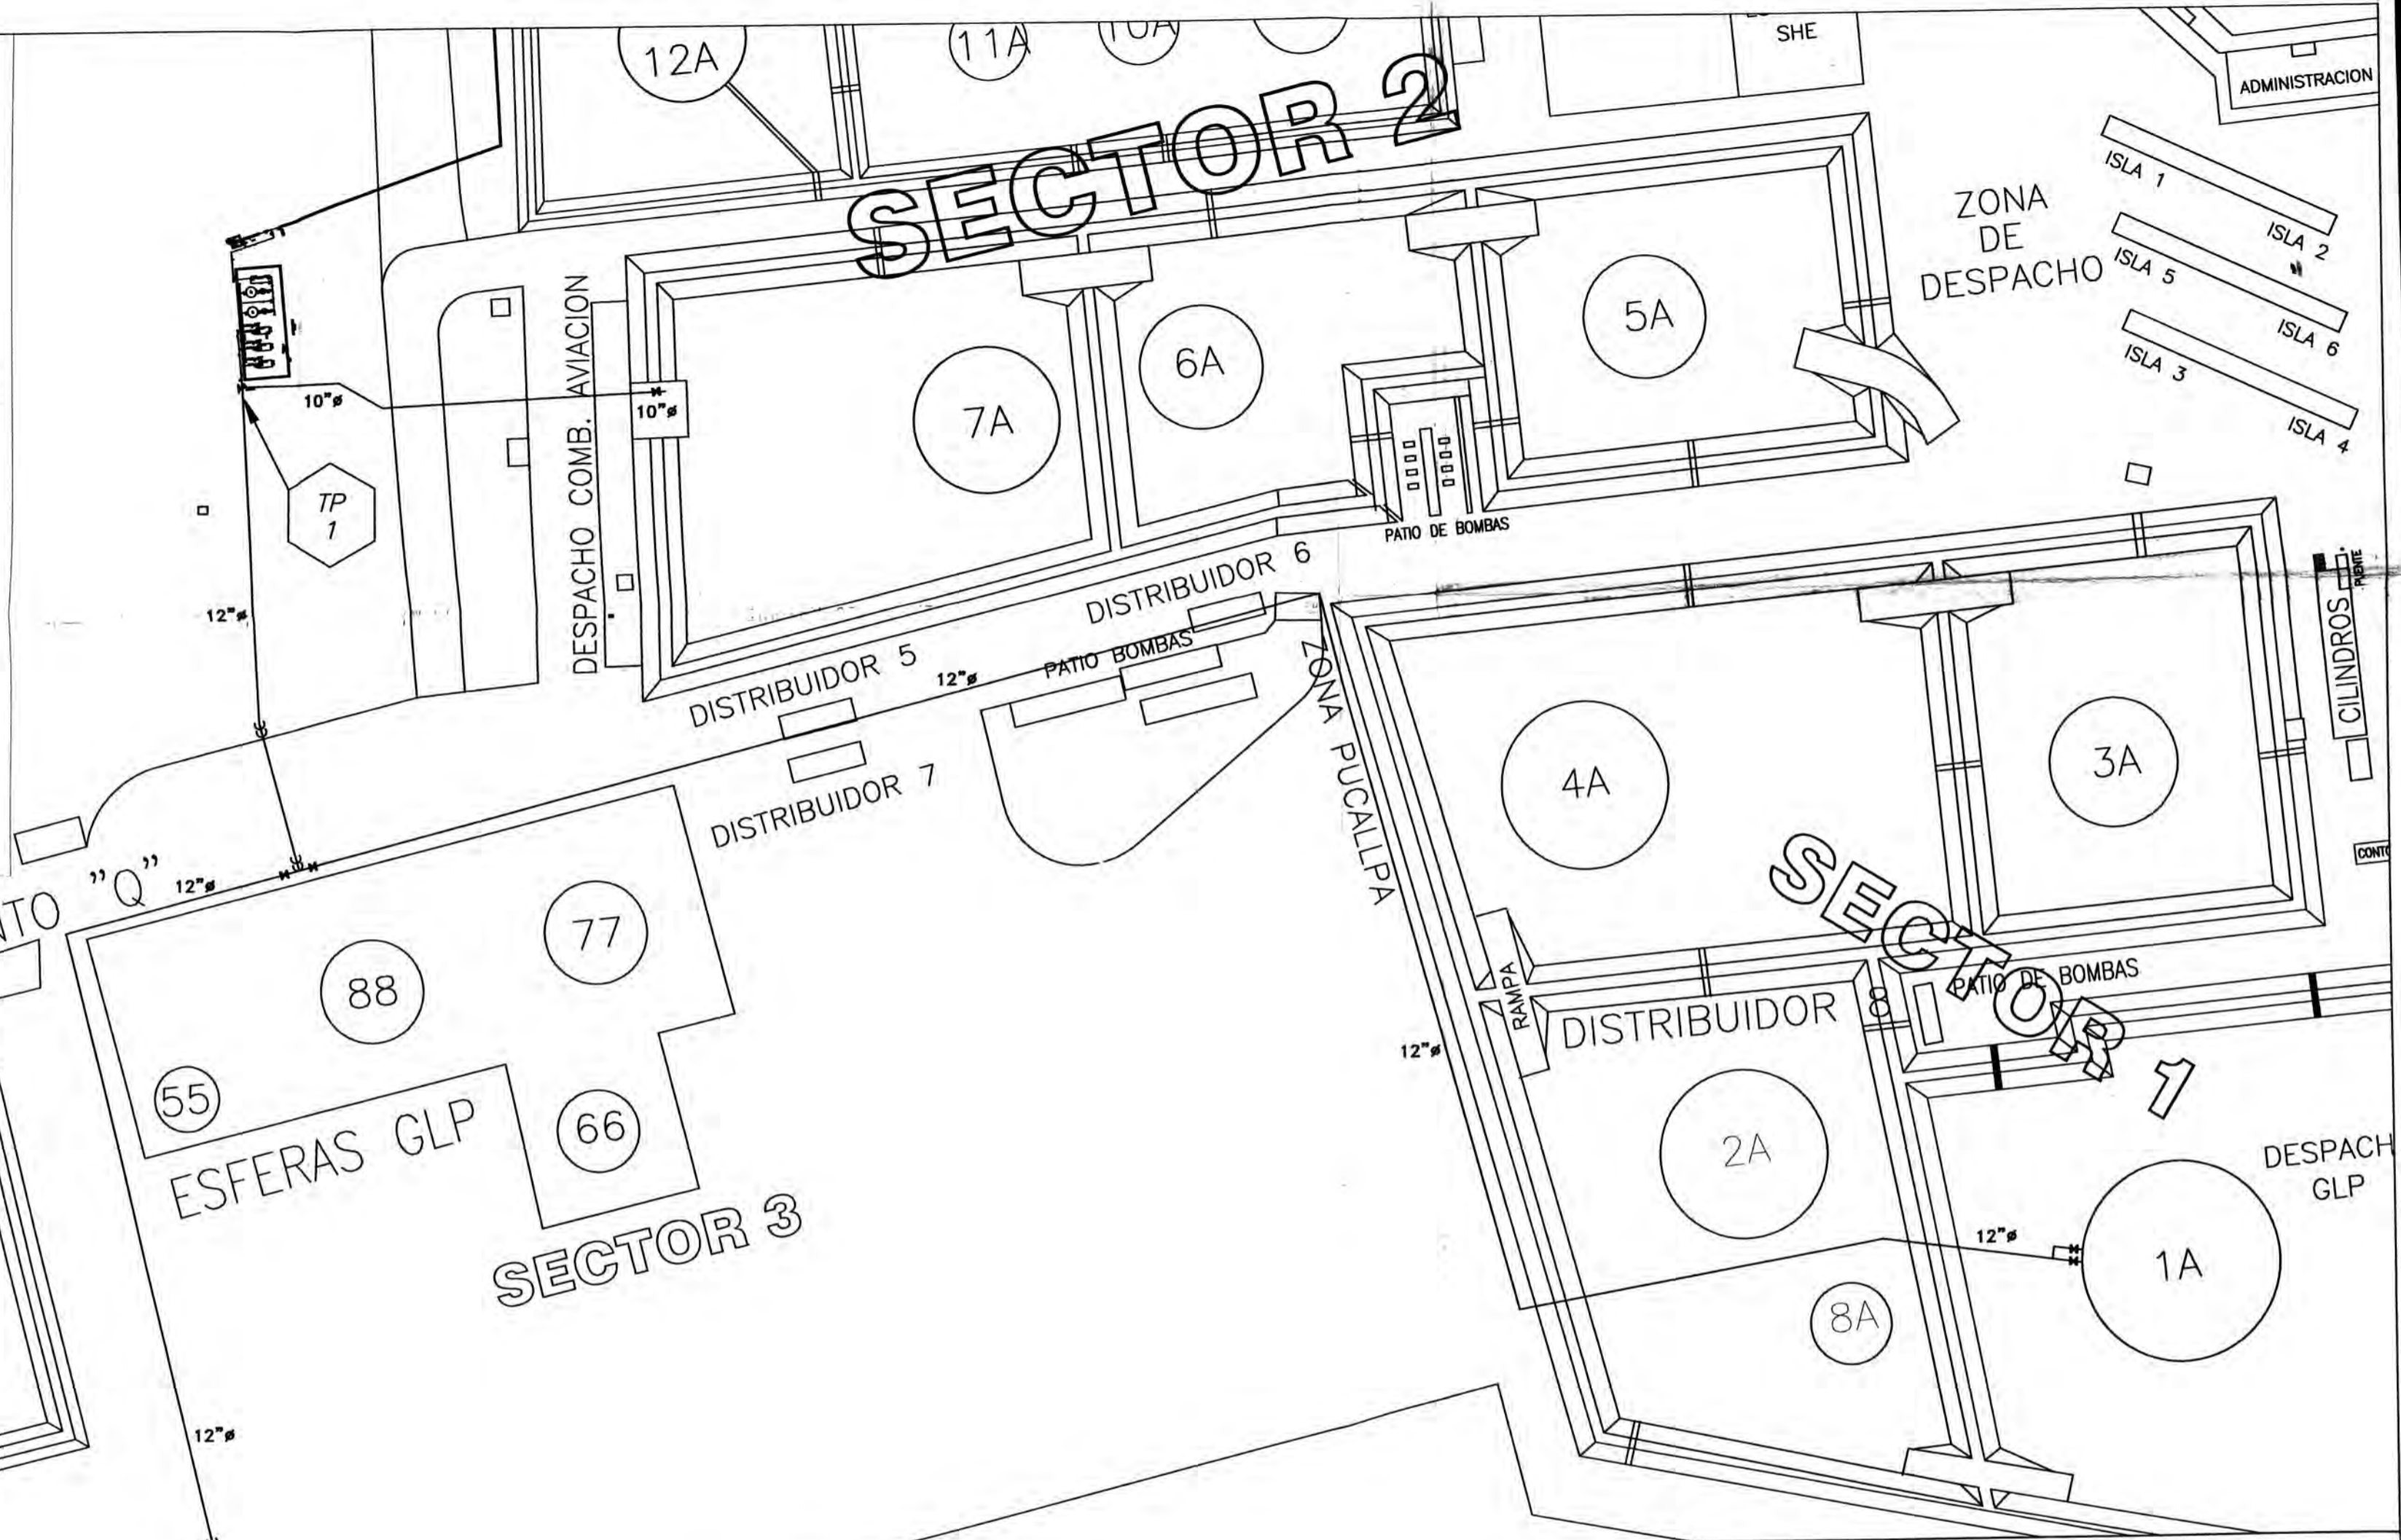 12A
11A
10A
SHE
ADMINISTRACION
SECTOR 2
ISLA 1
ISLA 2
ZONA
DE
DESPACHO
ISLA 5
ISLA 6
ISLA 3
ISLA 4
10"ø
10"ø
DESPACHO COMB. AVIACION
7A
6A
5A
TP
1
PATIO DE BOMBAS
12"ø
DISTRIBUIDOR 6
PUENTE
CILINDROS
PATIO BOMBAS
DISTRIBUIDOR 5
12"ø
ZONA PUCALLPA
DISTRIBUIDOR 7
4A
3A
"Q"
12"ø
77
88
55
66
ESFERAS GLP
SECTOR 3
SECTOR 1
PATIO DE BOMBAS
RAMPA
DISTRIBUIDOR 8
12"ø
2A
DESPACH
GLP
12"ø
1A
8A
12"ø